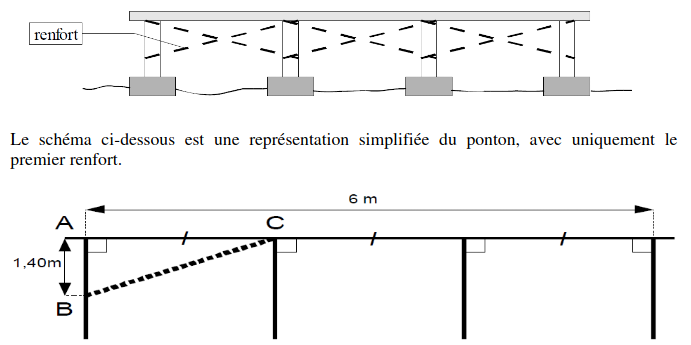 renfort
Le schéma ci-dessous est une représentation simplifiée du ponton, avec uniquement le
premier renfort.
6 m
A
C
1,40m
B